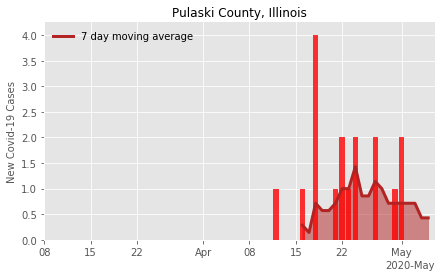 Pulaski County, Illinois
7 day moving average
New Covid-19 Cases
4.0
3.5
3.0
2.5
2.0
1.5
1.0
0.5
0.0
08 15 22 Apr 08 15 22 May
2020-May